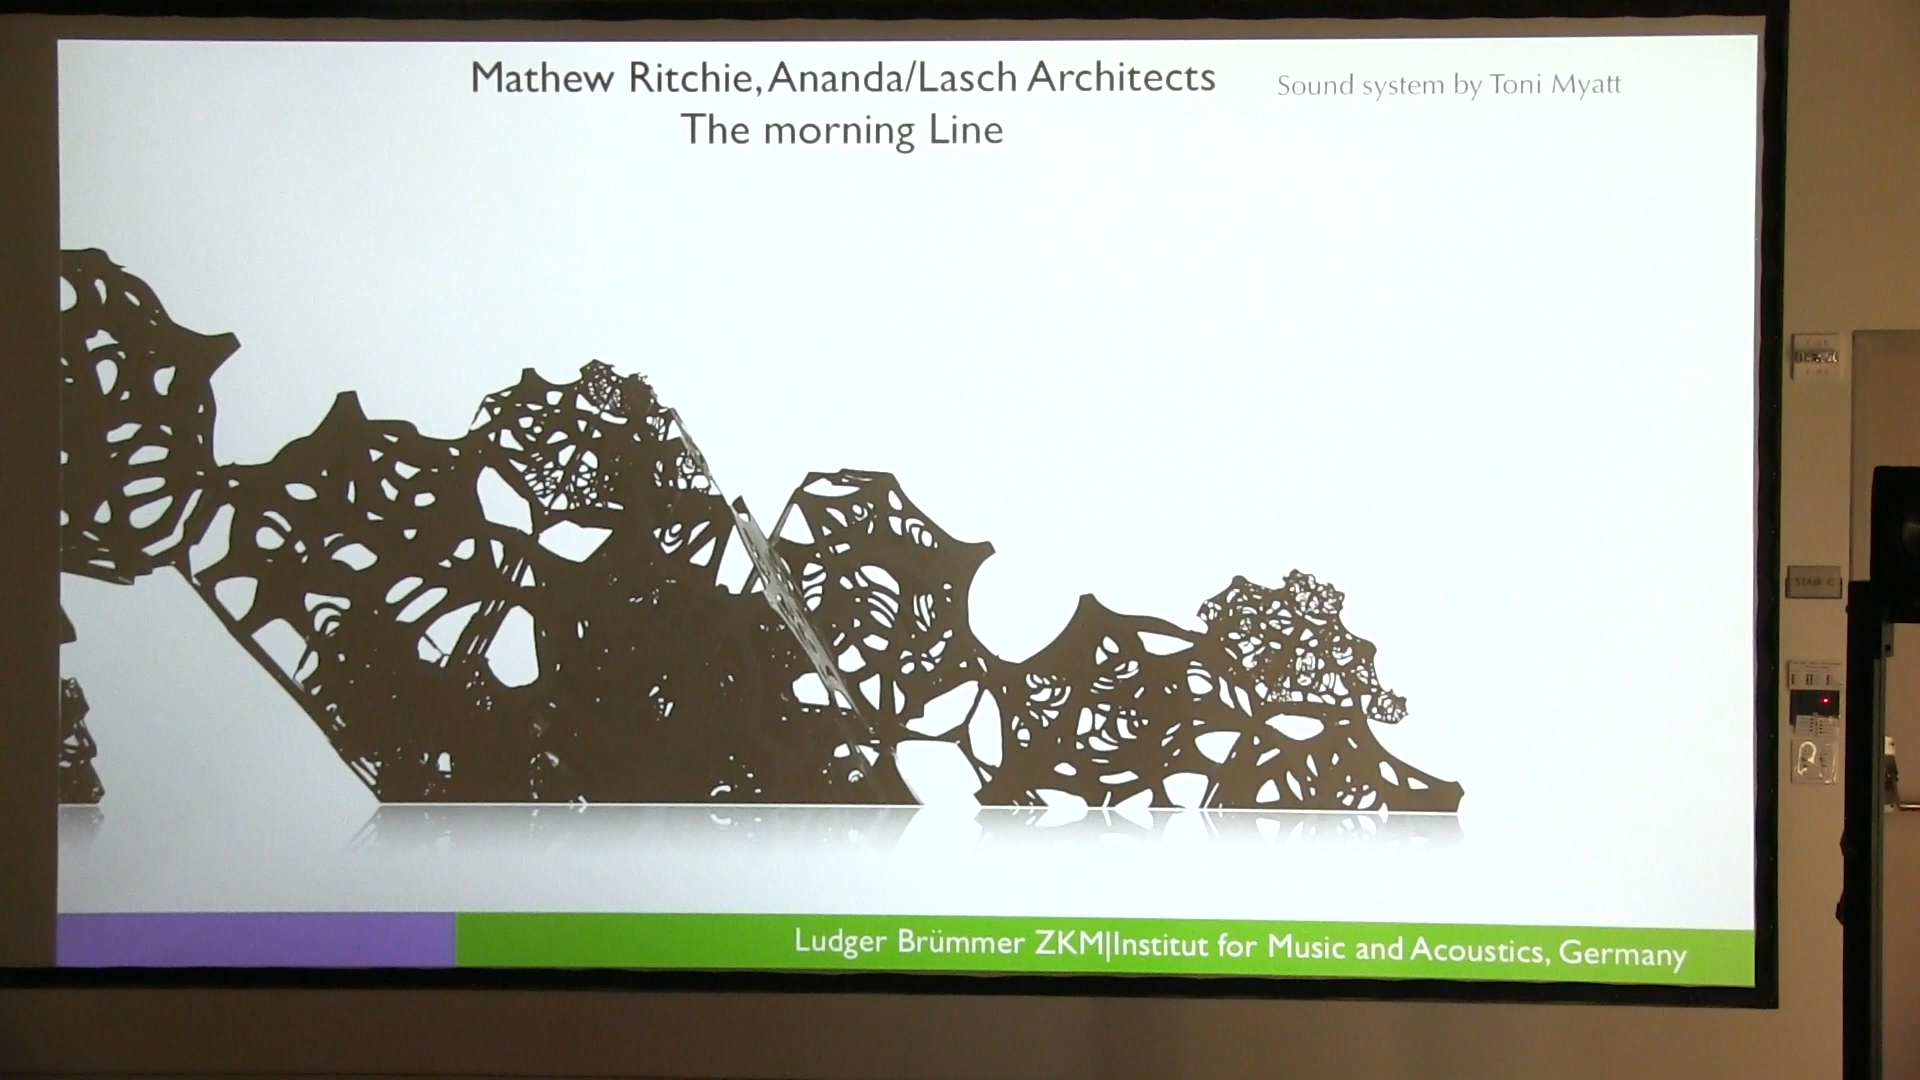 Mathew Ritchie, Ananda/Lasch Architects
Sound system by Toni Myatt
The morning Line
Ludger Brümmer ZKM|Institut for Music and Acoustics, Germany
STAIR C